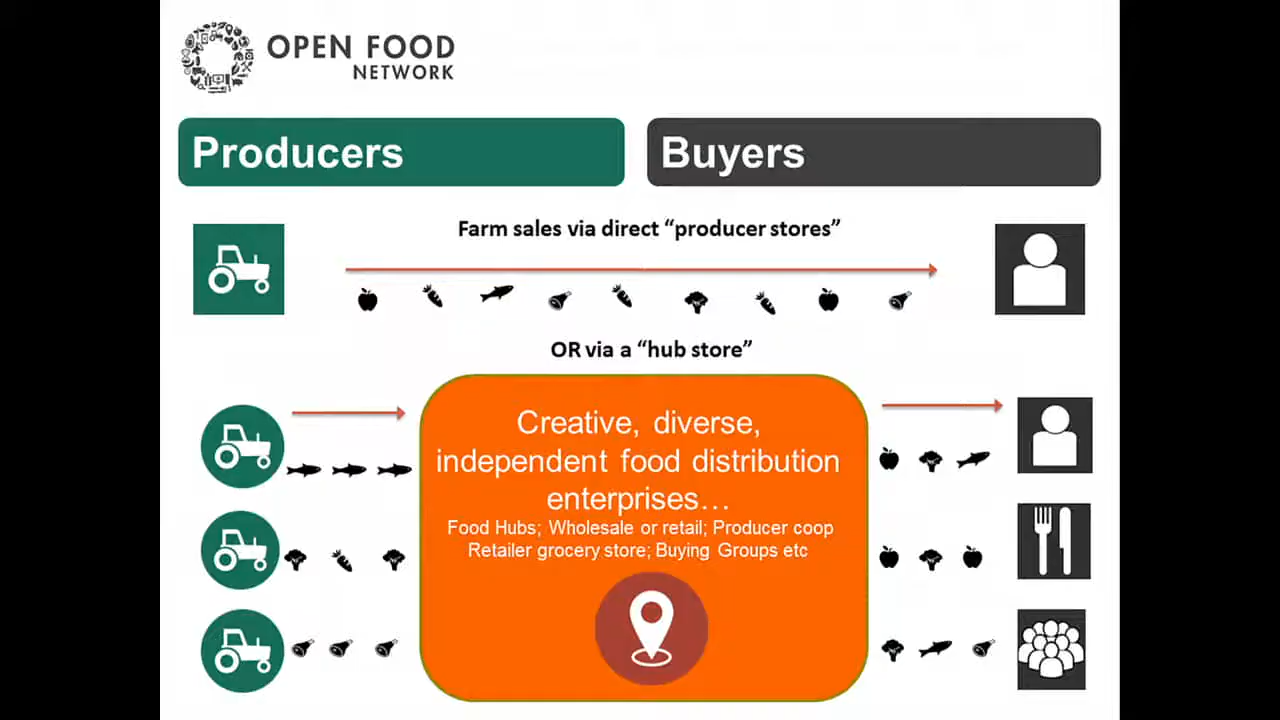 OPEN FOOD
NETWORK
Producers
Buyers
Farm sales via direct “producer stores”
OR via a “hub store”
Creative, diverse,
independent food distribution
enterprises…
Food Hubs; Wholesale or retail; Producer coop
Retailer grocery store; Buying Groups etc